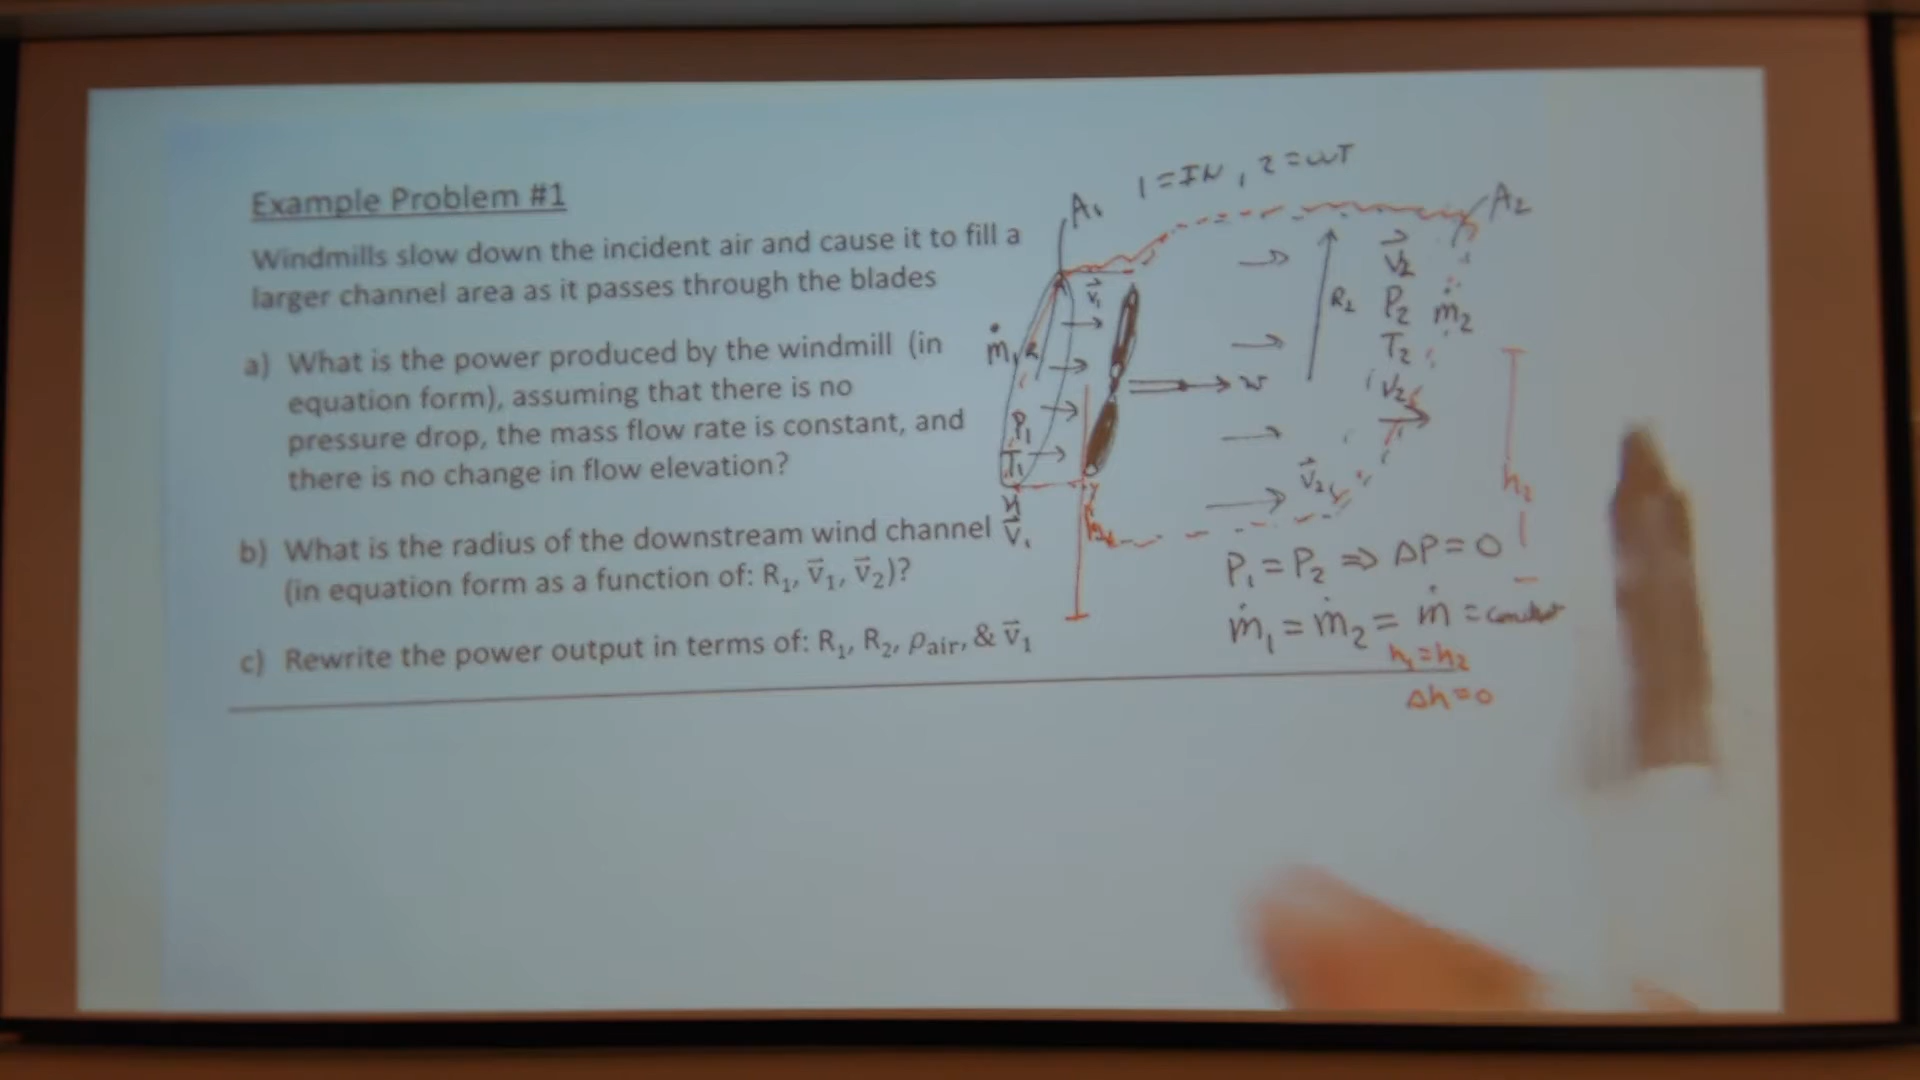 Example Problem #1
1 = IN, 2 = OUT
A₁
A₂
Windmills slow down the incident air and cause it to fill a
larger channel area as it passes through the blades
a) What is the power produced by the windmill (in
equation form), assuming that there is no
pressure drop, the mass flow rate is constant, and
there is no change in flow elevation?
b) What is the radius of the downstream wind channel
(in equation form as a function of: R₁, v⃗₁, v⃗₂)?
c) Rewrite the power output in terms of: R₁, R₂, ρair, & v⃗₁
ṁ₁
v⃗₁
P₁
T₁
v⃗₁
R₂
v⃗₂
P₂ ṁ₂
T₂
v⃗₂
h₂
P₁ = P₂ ⇒ ΔP = 0
ṁ₁ = ṁ₂ = ṁ = constant
h₁ = h₂
Δh = 0